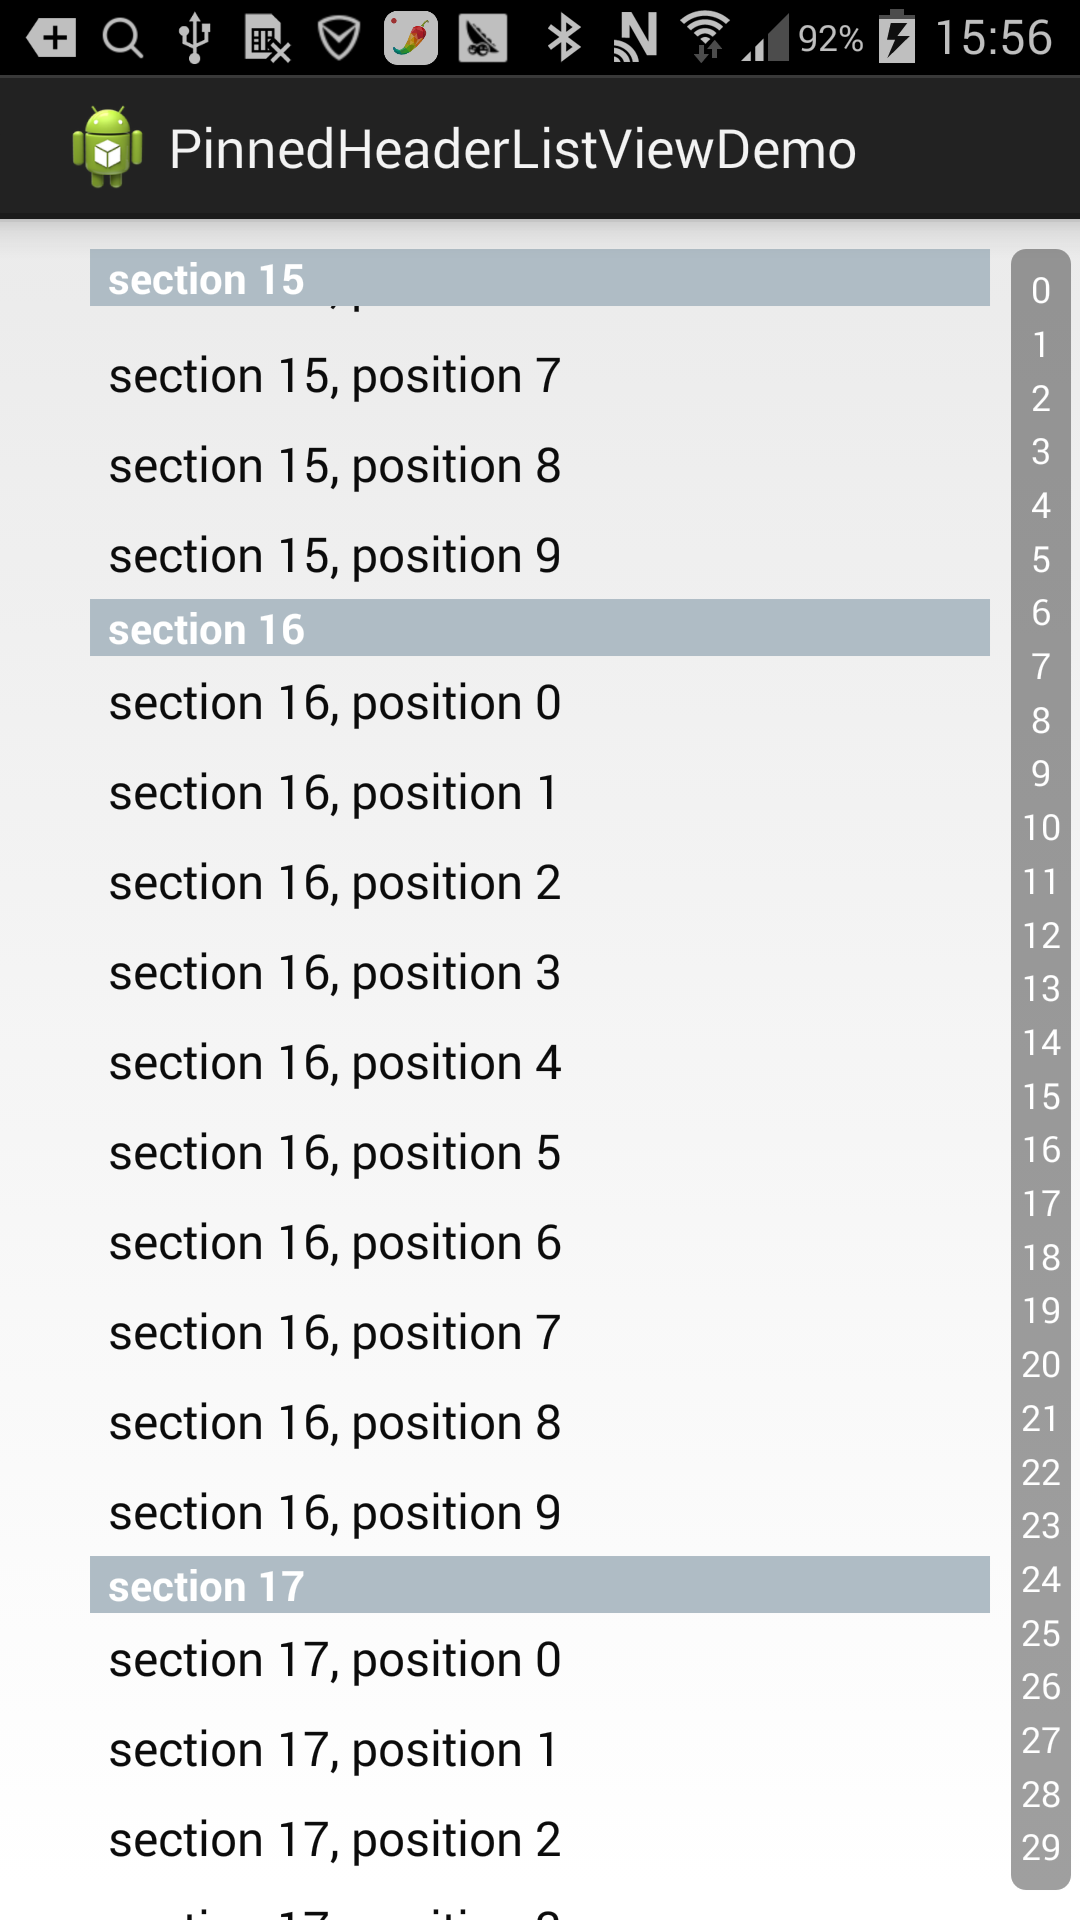 92% 15:56
PinnedHeaderListViewDemo
section 15
section 15, position 7
section 15, position 8
section 15, position 9
section 16
section 16, position 0
section 16, position 1
section 16, position 2
section 16, position 3
section 16, position 4
section 16, position 5
section 16, position 6
section 16, position 7
section 16, position 8
section 16, position 9
section 17
section 17, position 0
section 17, position 1
section 17, position 2
0
1
2
3
4
5
6
7
8
9
10
11
12
13
14
15
16
17
18
19
20
21
22
23
24
25
26
27
28
29